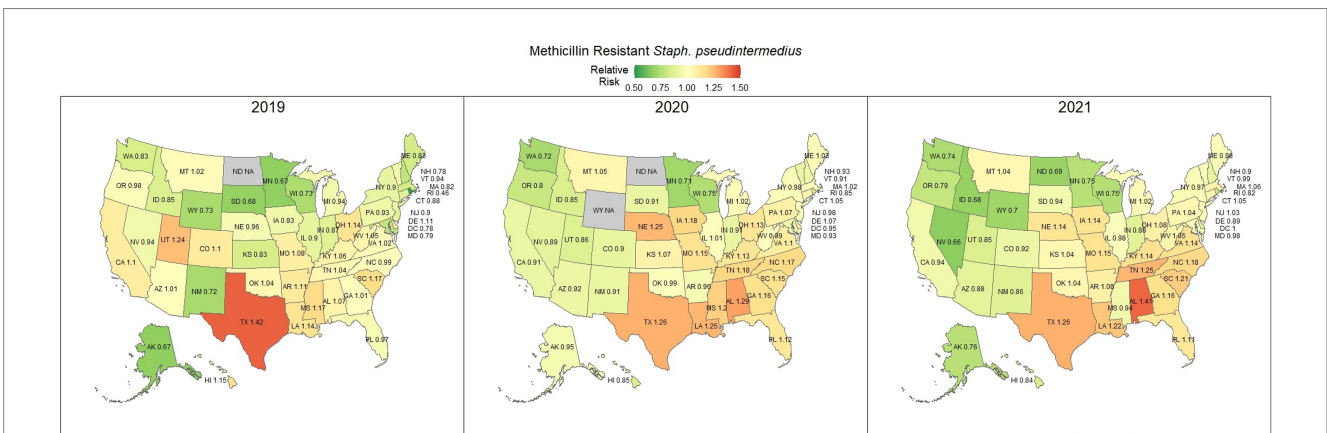 Methicillin Resistant Staph. pseudintermedius
Relative
Risk
0.50 0.75 1.00 1.25 1.50
2019
WA 0.83
OR 0.98
CA 1.1
ID 0.85
NV 0.94
MT 1.02
WY 0.73
UT 1.24
AZ 1.01
CO 1.1
NM 0.72
ND NA
SD 0.68
NE 0.96
KS 0.83
OK 1.04
TX 1.42
MN 0.67
IA 0.93
MO 1.08
AR 1.11
LA 1.14
WI 0.73
IL 0.9
MI 0.94
OH 1.14
KY 1.06
TN 1.04
MS 1.17
AL 1.07
GA 1.01
FL 0.97
SC 1.17
NC 0.99
VA 1.02
PA 0.93
NY 0.9
ME 0.83
NH 0.78
VT 0.94
MA 0.82
RI 0.46
CT 0.88
NJ 0.9
DE 1.11
DC 0.78
MD 0.79
AK 0.67
HI 1.15
2020
WA 0.72
OR 0.8
CA 0.91
ID 0.85
NV 0.89
MT 1.05
WY NA
UT 0.86
AZ 0.92
CO 0.9
NM 0.91
ND NA
SD 0.91
NE 1.25
KS 1.07
OK 0.99
TX 1.26
MN 0.71
IA 1.18
MO 1.15
AR 0.96
LA 1.25
WI 0.75
IL 1.01
MI 1.02
IN 0.91
OH 1.13
KY 1.13
TN 1.18
MS 1.2
AL 1.29
GA 1.16
FL 1.12
SC 1.15
NC 1.17
VA 1.1
WV 0.99
PA 1.07
NY 0.98
ME 1.03
NH 0.93
VT 0.91
MA 1.02
RI 0.85
CT 1.05
NJ 0.98
DE 1.07
DC 0.95
MD 0.93
AK 0.95
HI 0.85
2021
WA 0.74
OR 0.79
CA 0.94
ID 0.68
NV 0.66
MT 1.04
WY 0.7
UT 0.85
AZ 0.88
CO 0.92
NM 0.86
ND 0.69
SD 0.94
NE 1.14
KS 1.04
OK 1.04
TX 1.26
MN 0.75
IA 1.14
MO 1.15
AR 1.08
LA 1.22
WI 0.75
IL 0.98
MI 1.02
IN 0.88
OH 1.08
KY 1.14
TN 1.25
MS 0.94
AL 1.41
GA 1.16
FL 1.11
SC 1.21
NC 1.18
VA 1.14
WV 1.05
PA 1.04
NY 0.97
ME 0.98
NH 0.9
VT 0.99
MA 1.06
RI 0.82
CT 1.05
NJ 1.03
DE 0.89
DC 1
MD 0.98
AK 0.76
HI 0.84